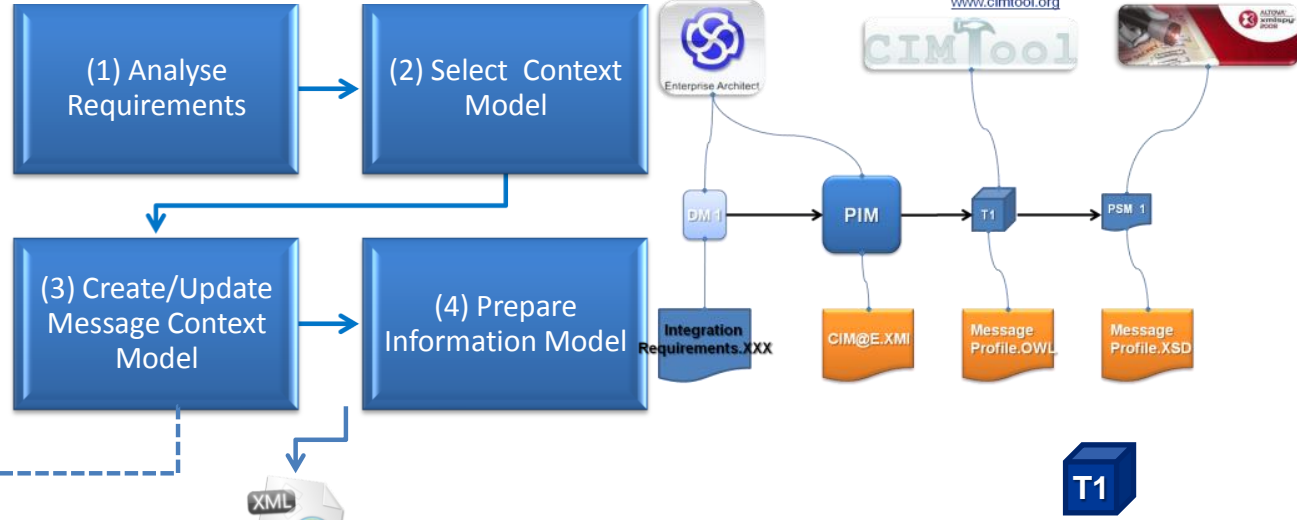 (1) Analyse
Requirements
(2) Select Context
Model
(3) Create/Update
Message Context
Model
(4) Prepare
Information Model
XML
Enterprise Architect
www.cimtool.org
CIMTool
ALTOVA®
xmlspy®
2008
DM 1
PIM
T1
PSM 1
Integration
Requirements.XXX
CIM@E.XMI
Message
Profile.OWL
Message
Profile.XSD
T1